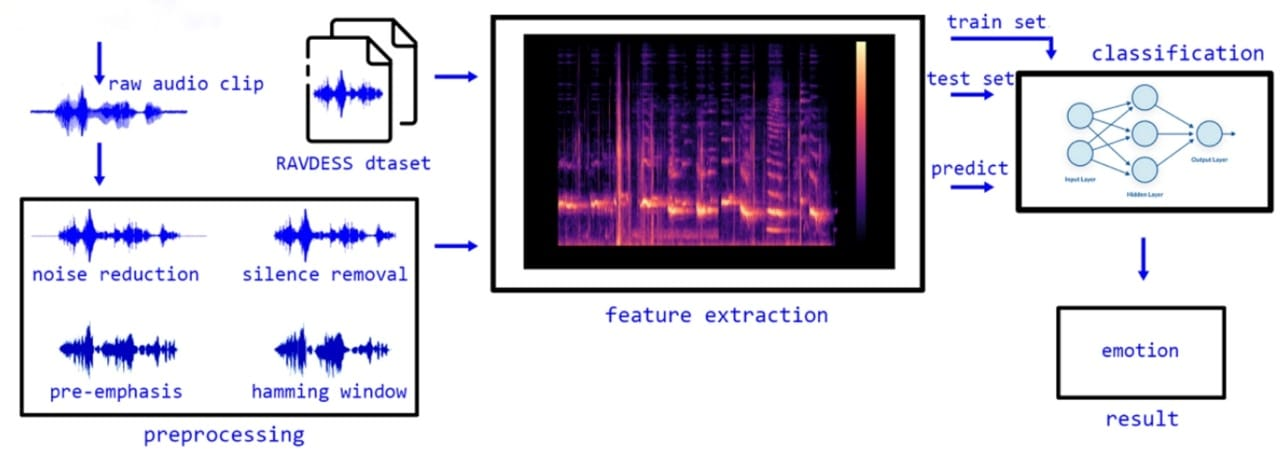 raw audio clip
RAVDESS dtaset
noise reduction
silence removal
pre-emphasis
hamming window
preprocessing
feature extraction
train set
test set
predict
classification
Input Layer
Hidden Layer
Output Layer
emotion
result